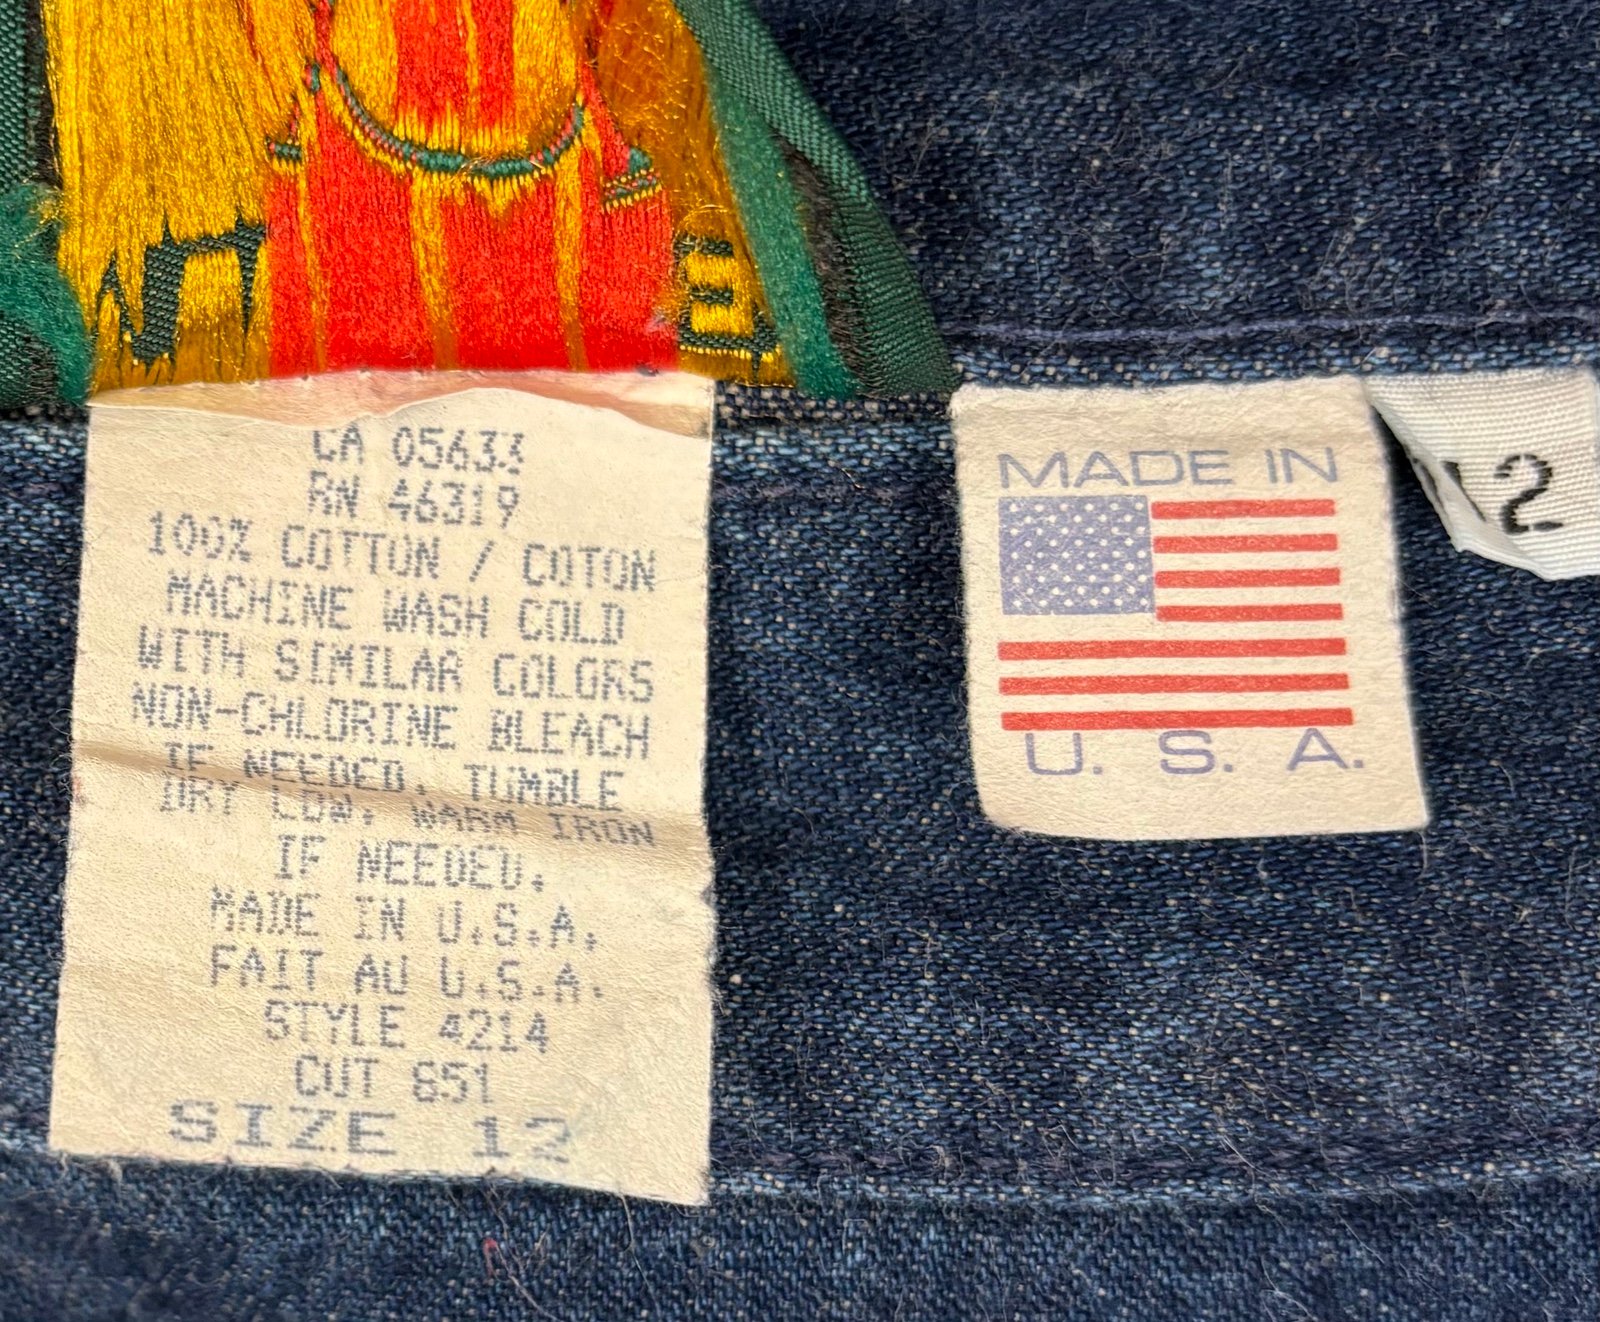 CA 05633
RN 46319
100% COTTON / COTON
MACHINE WASH COLD
WITH SIMILAR COLORS
NON-CHLORINE BLEACH
IF NEEDED. TUMBLE
DRY LOW. WARM IRON
IF NEEDED.
MADE IN U.S.A.
FAIT AU U.S.A.
STYLE 4214
CUT 651
SIZE 12
MADE IN
U. S. A.
12